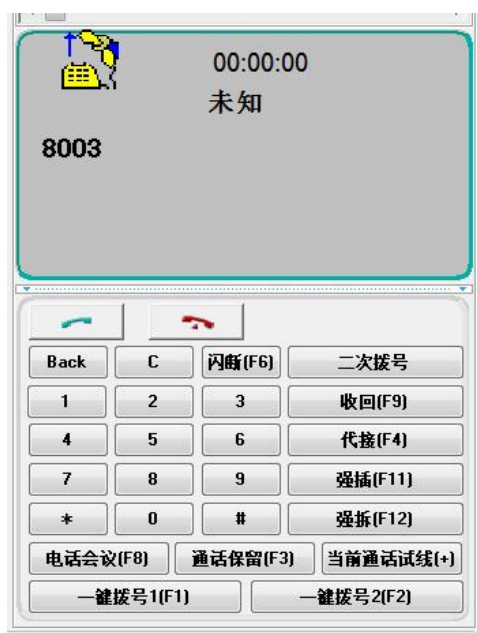 00:00:00
未知
8003
Back C 闪断(F6) 二次拨号
1 2 3 收回(F9)
4 5 6 代接(F4)
7 8 9 强插(F11)
* 0 # 强拆(F12)
电话会议(F8) 通话保留(F3) 当前通话试线(+)
一键拨号1(F1) 一键拨号2(F2)